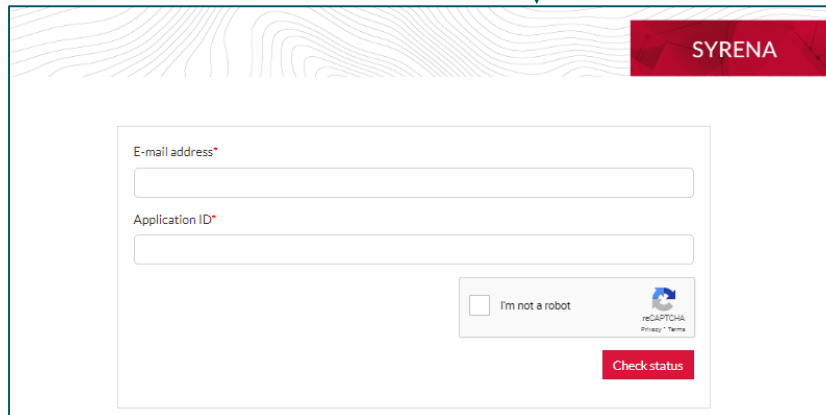 SYRENA
E-mail address*
Application ID*
I'm not a robot
reCAPTCHA
Privacy * Terms
Check status